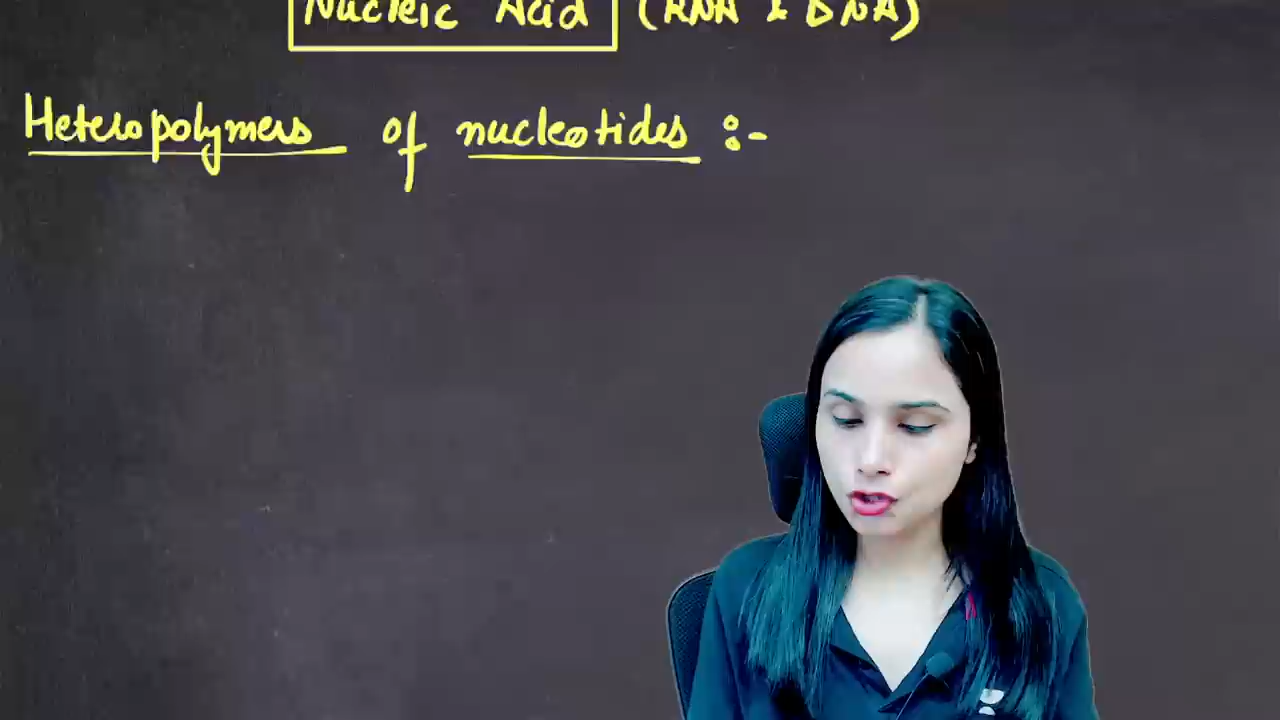 Nucleic Acid (RNA & DNA)
Heteropolymers of nucleotides :-